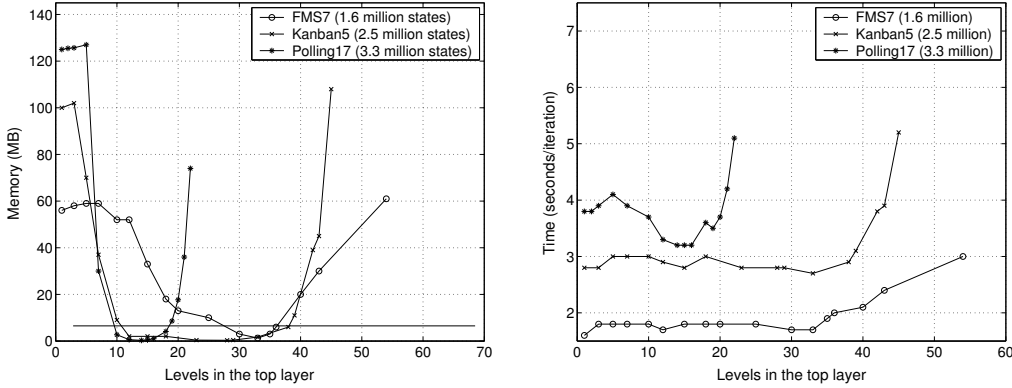 140
120
100
80
60
40
20
0
Memory (MB)
FMS7 (1.6 million states)
Kanban5 (2.5 million states)
Polling17 (3.3 million states)
0 10 20 30 40 50 60 70
Levels in the top layer
7
6
5
4
3
2
Time (seconds/iteration)
FMS7 (1.6 million)
Kanban5 (2.5 million)
Polling17 (3.3 million)
0 10 20 30 40 50 60
Levels in the top layer